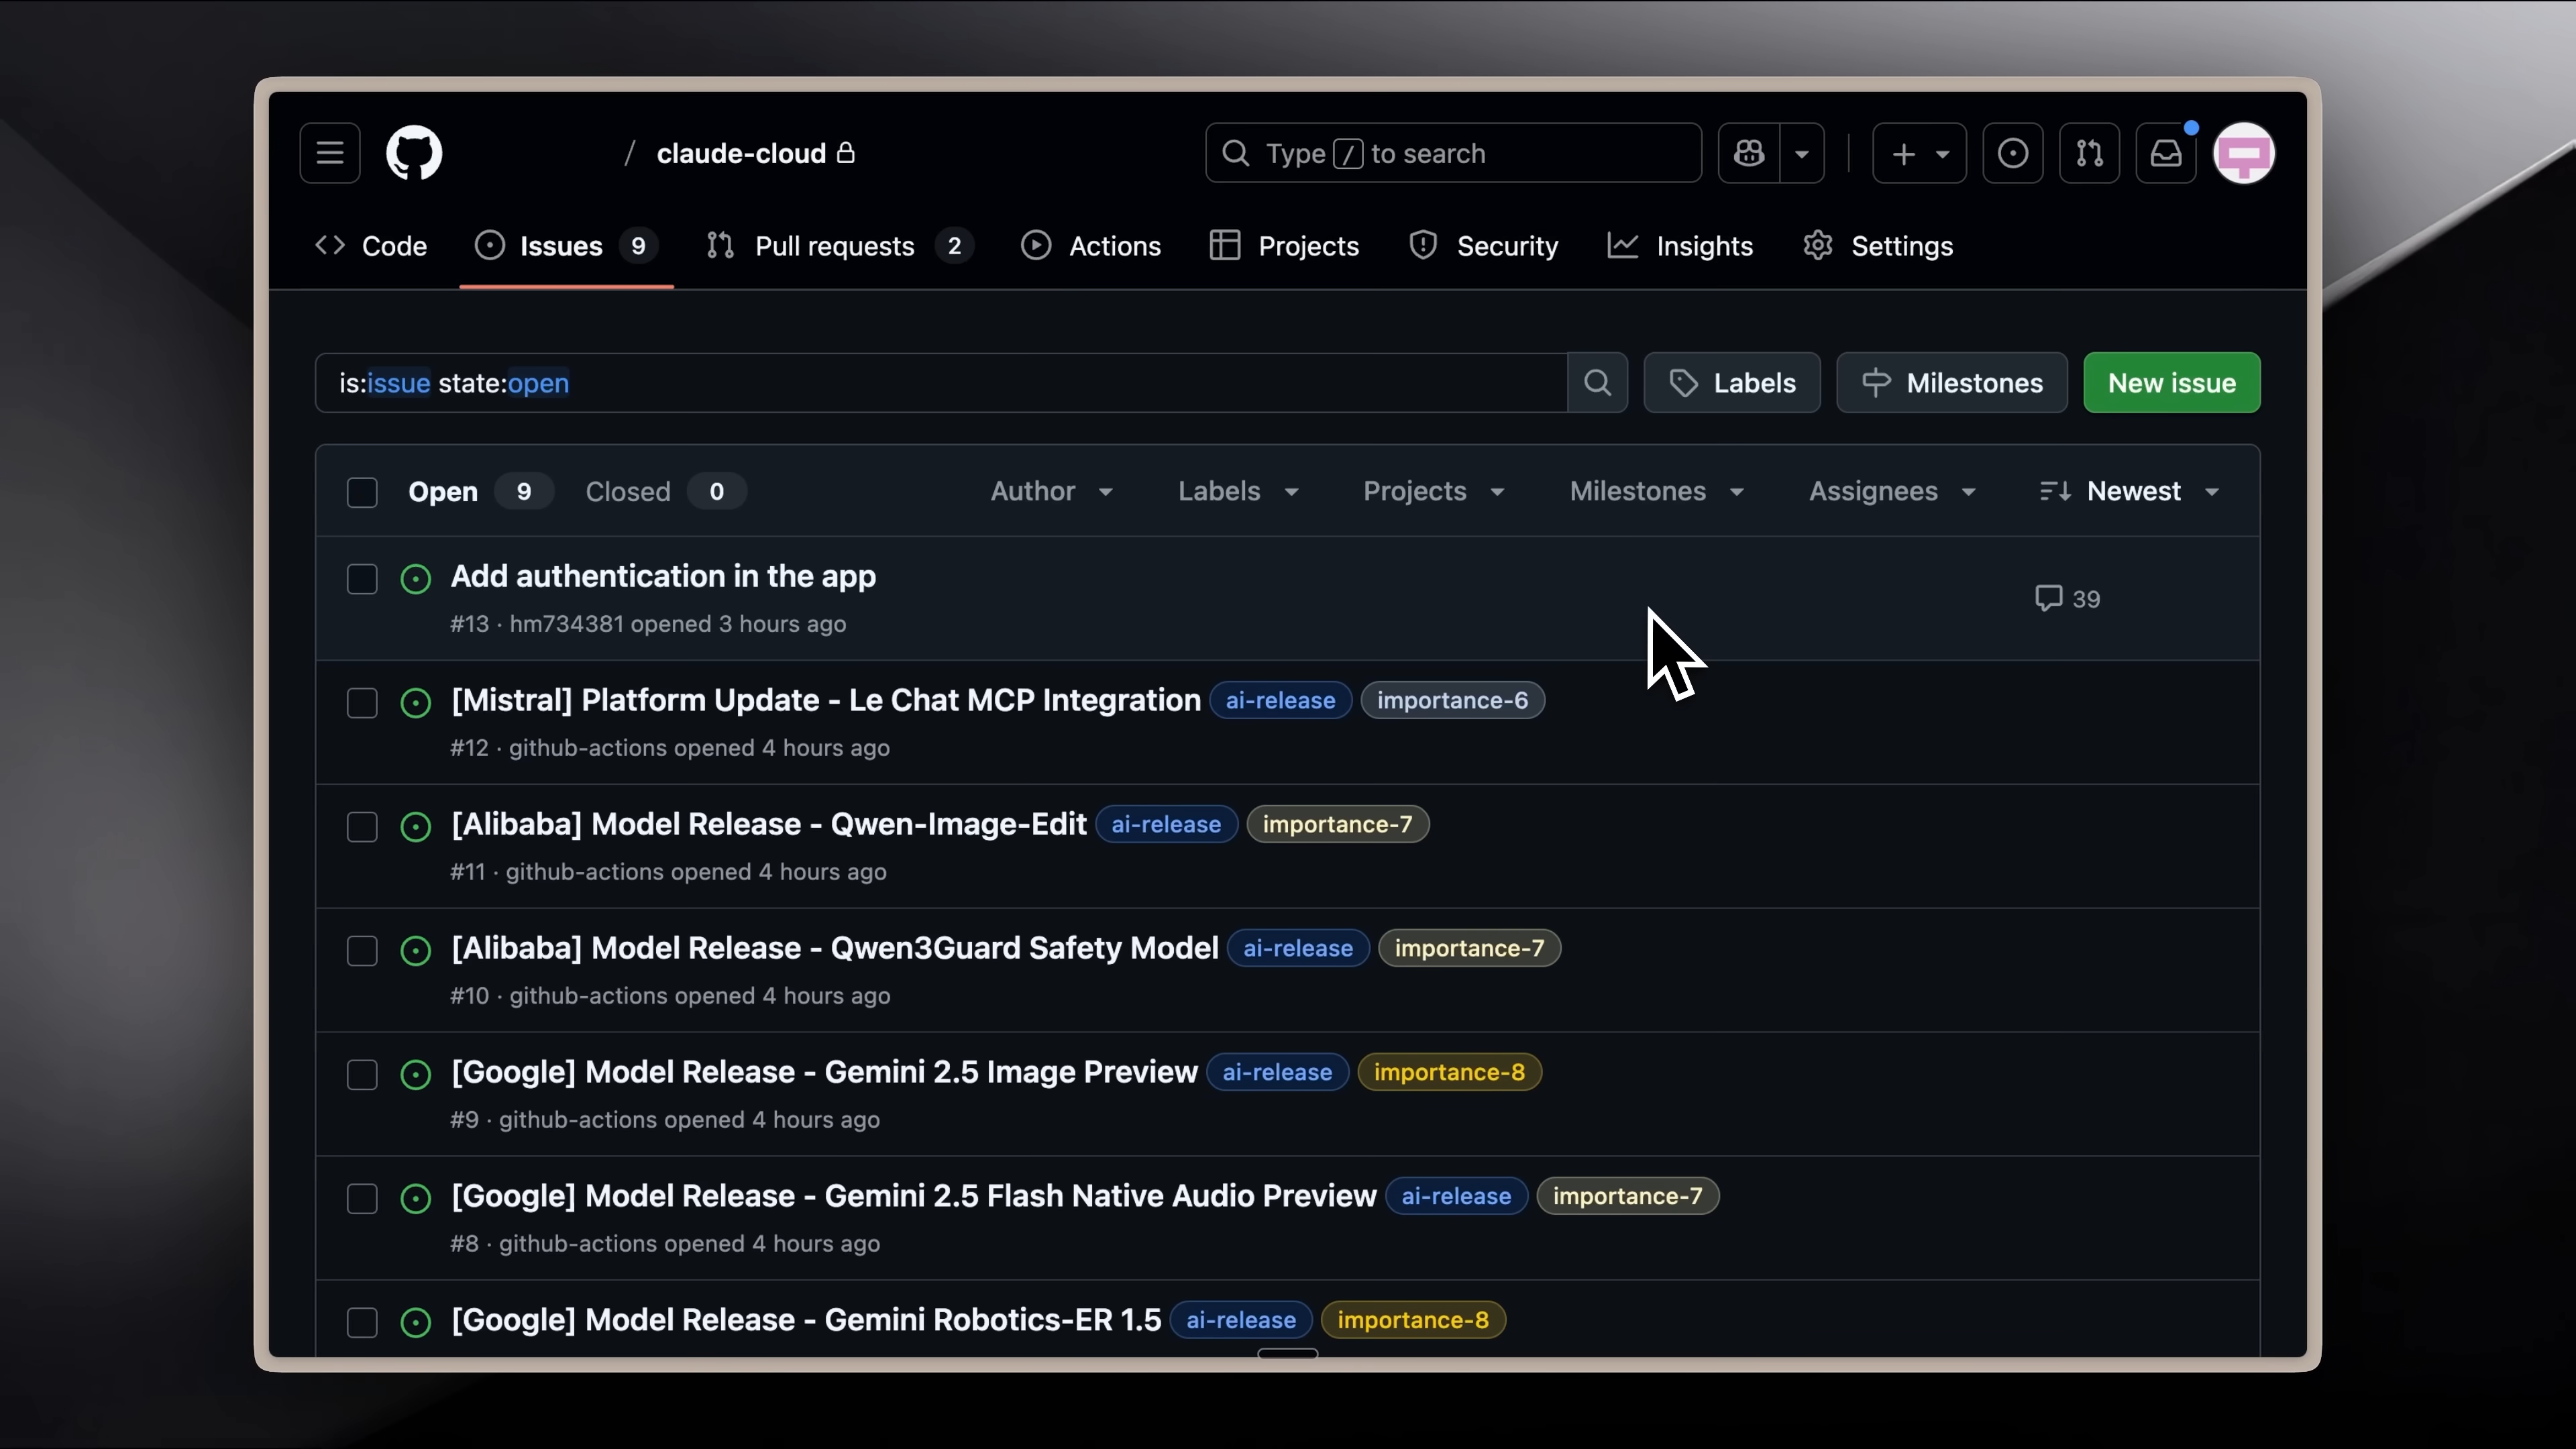 / claude-cloud
Type / to search
Code Issues 9 Pull requests 2 Actions Projects Security Insights Settings
is:issue state:open
Labels Milestones New issue
Open 9 Closed 0 Author Labels Projects Milestones Assignees Newest
Add authentication in the app
39
#13 · hm734381 opened 3 hours ago
[Mistral] Platform Update - Le Chat MCP Integration ai-release importance-6
#12 · github-actions opened 4 hours ago
[Alibaba] Model Release - Qwen-Image-Edit ai-release importance-7
#11 · github-actions opened 4 hours ago
[Alibaba] Model Release - Qwen3Guard Safety Model ai-release importance-7
#10 · github-actions opened 4 hours ago
[Google] Model Release - Gemini 2.5 Image Preview ai-release importance-8
#9 · github-actions opened 4 hours ago
[Google] Model Release - Gemini 2.5 Flash Native Audio Preview ai-release importance-7
#8 · github-actions opened 4 hours ago
[Google] Model Release - Gemini Robotics-ER 1.5 ai-release importance-8